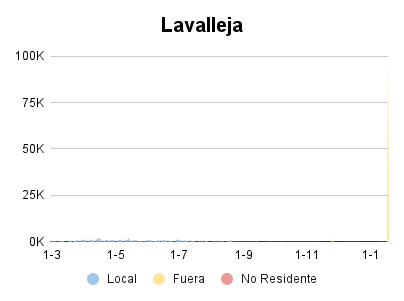 Lavalleja
100K
75K
50K
25K
0K
1-3 1-5 1-7 1-9 1-11 1-1
Local Fuera No Residente